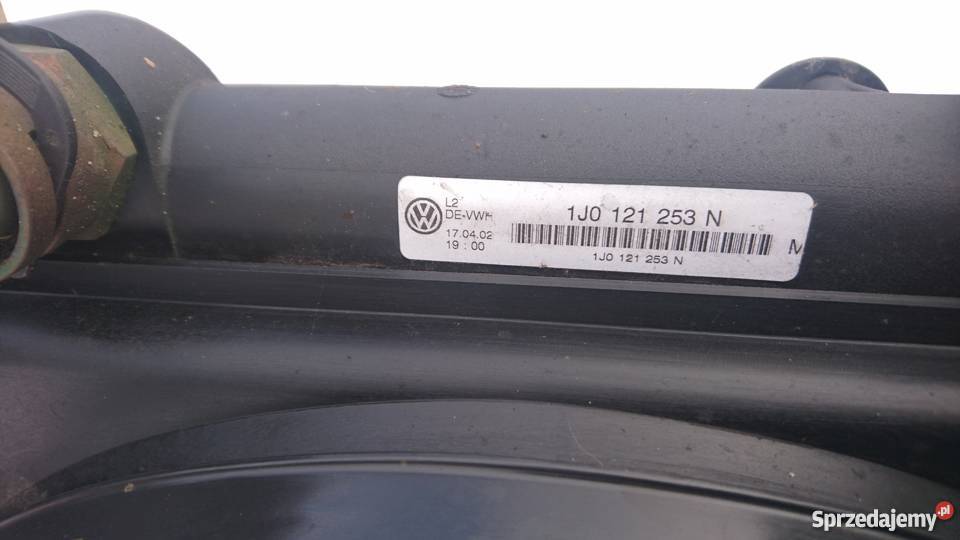 L2
DE-VWH
17.04.02
19 : 00
1J0 121 253 N
1J0 121 253 N
M
Sprzedajemy.pl